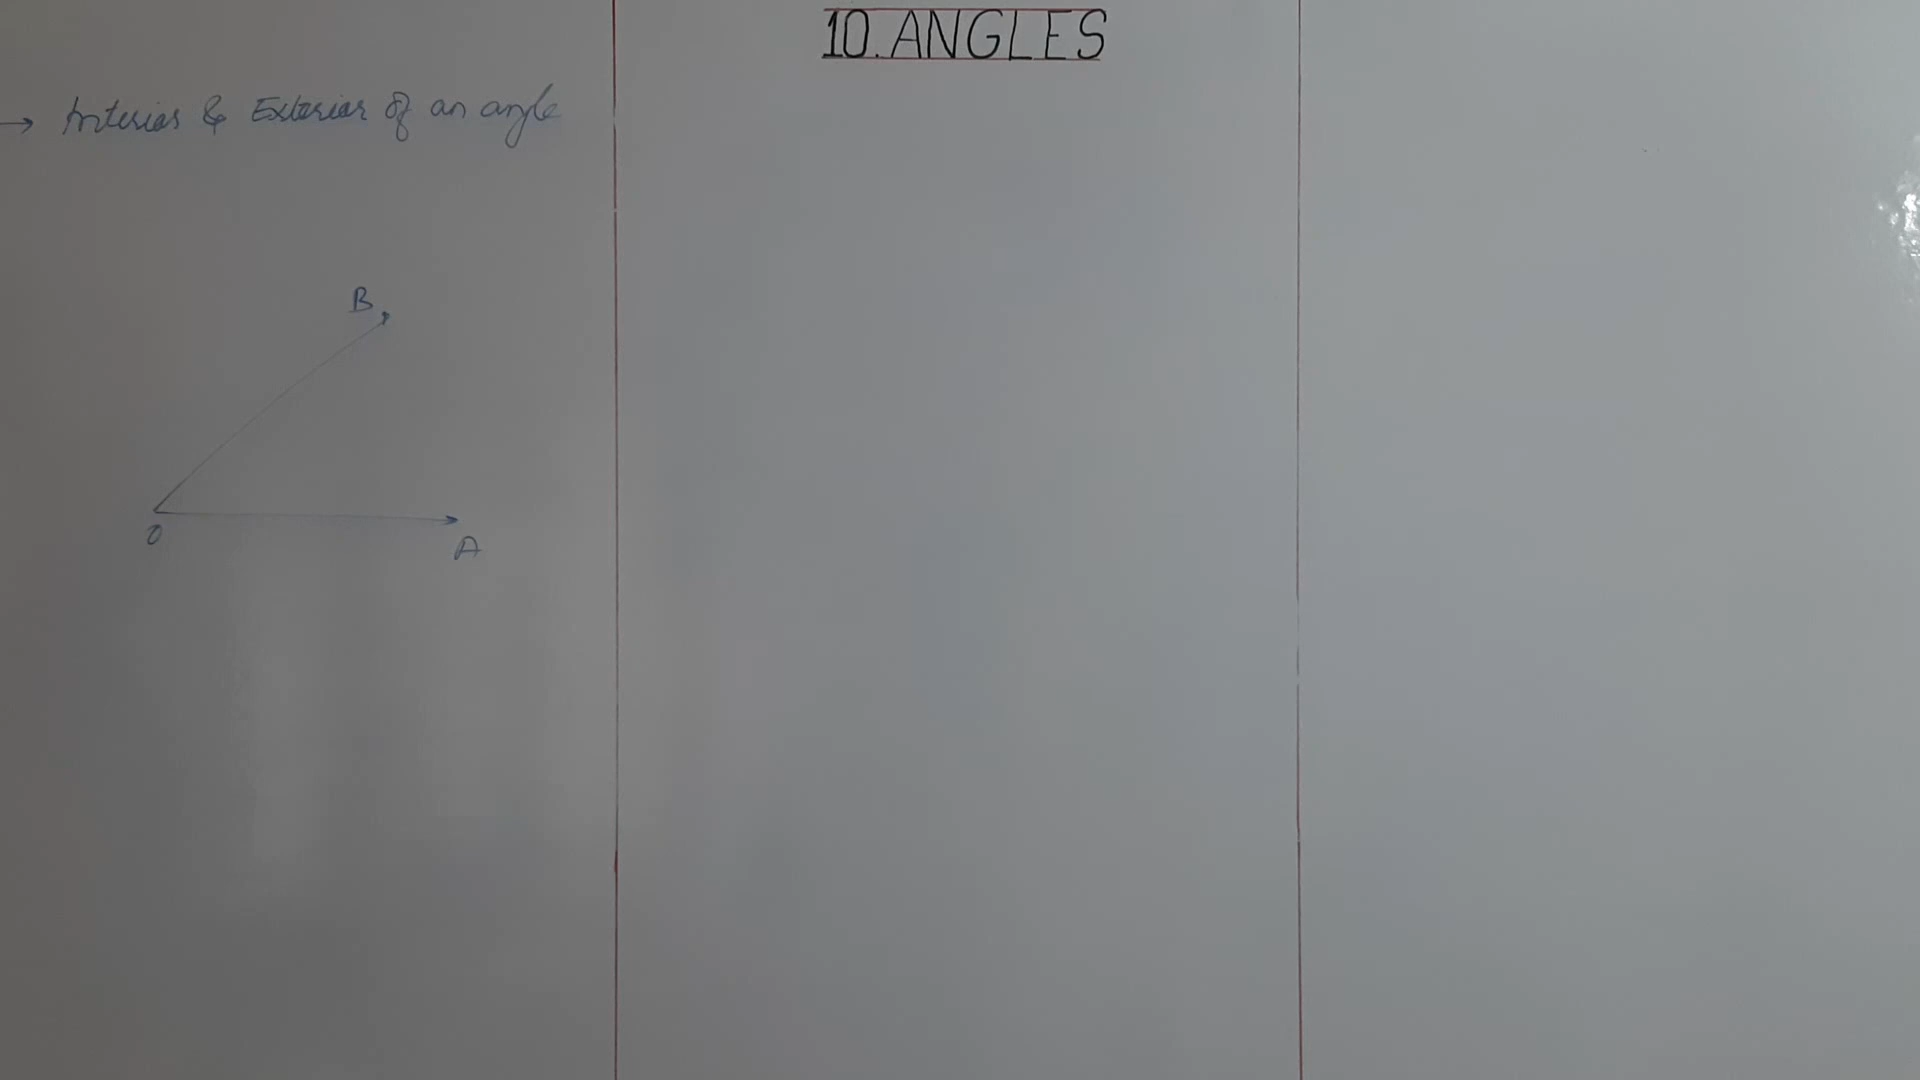 10. ANGLES
→ Interior & Exterior of an angle
B
O
A